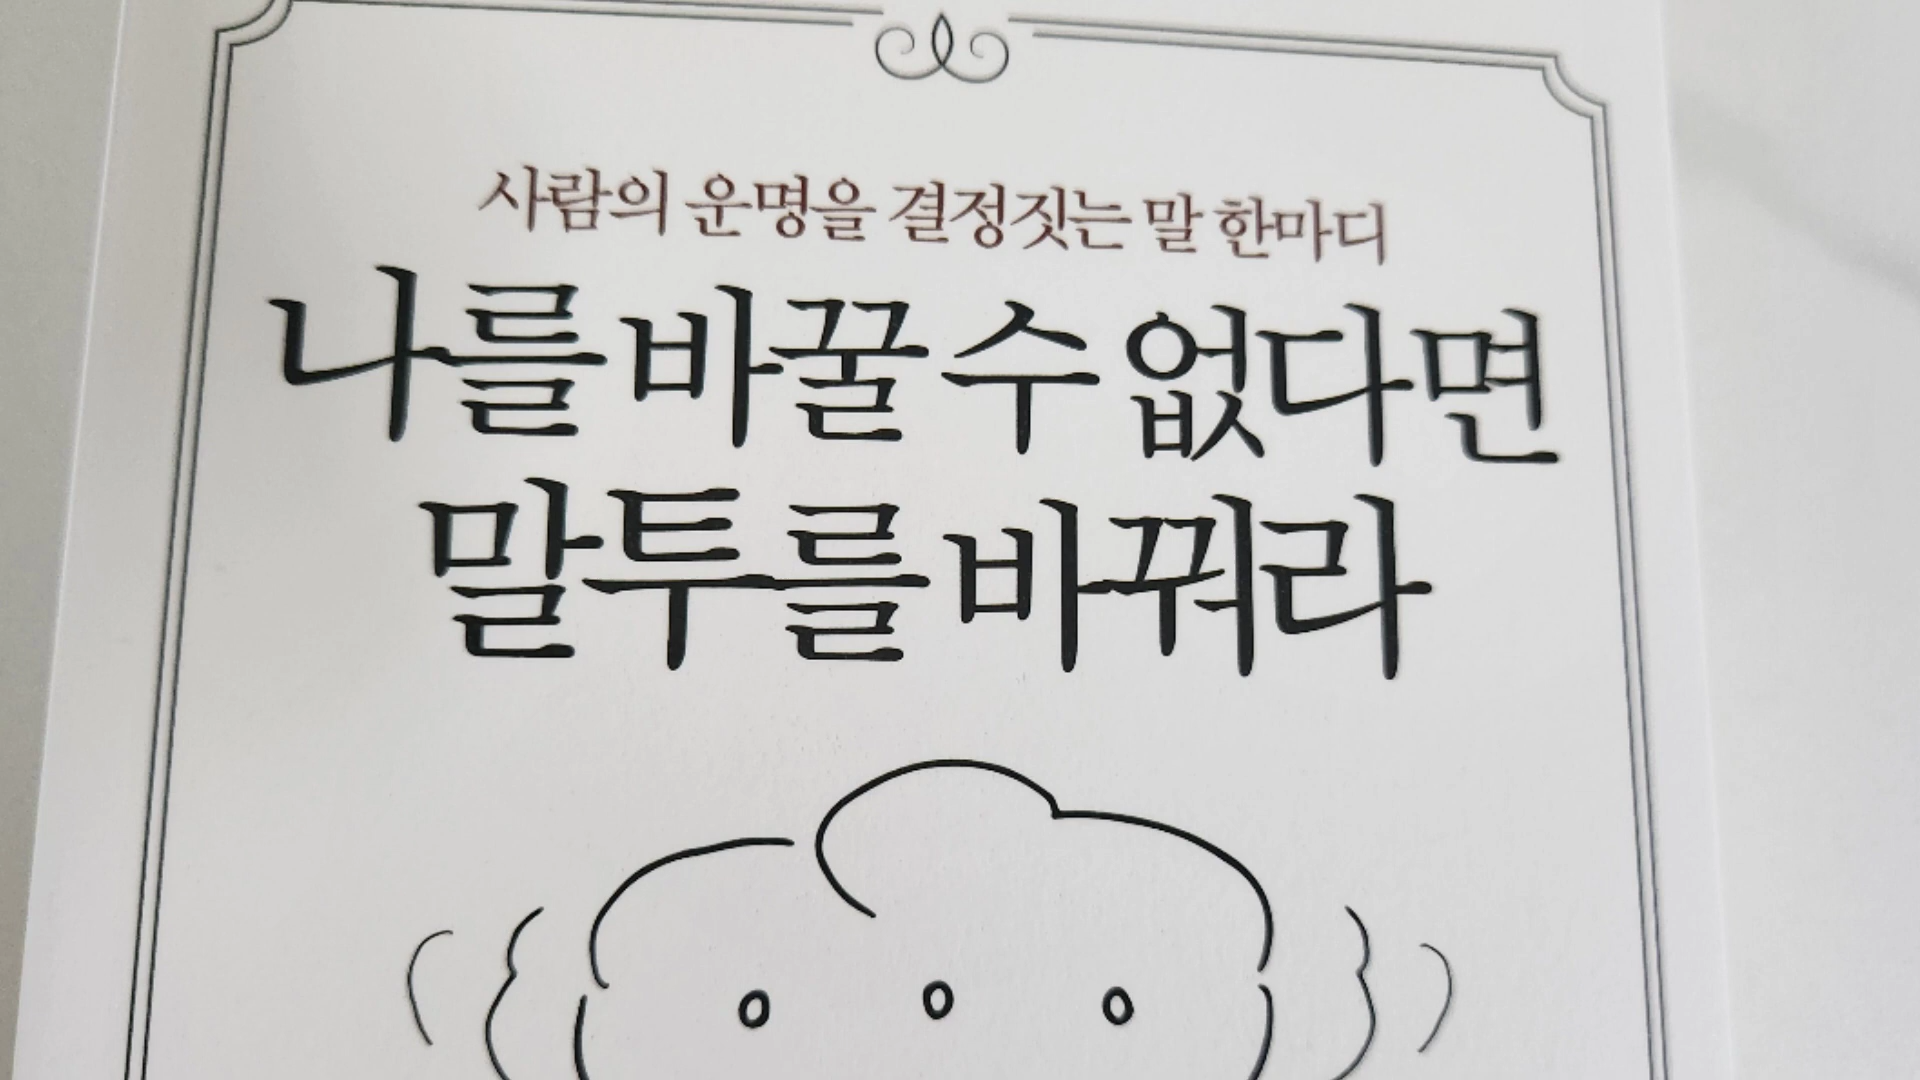 사람의 운명을 결정짓는 말 한마디
나를 바꿀 수 없다면
말투를 바꿔라